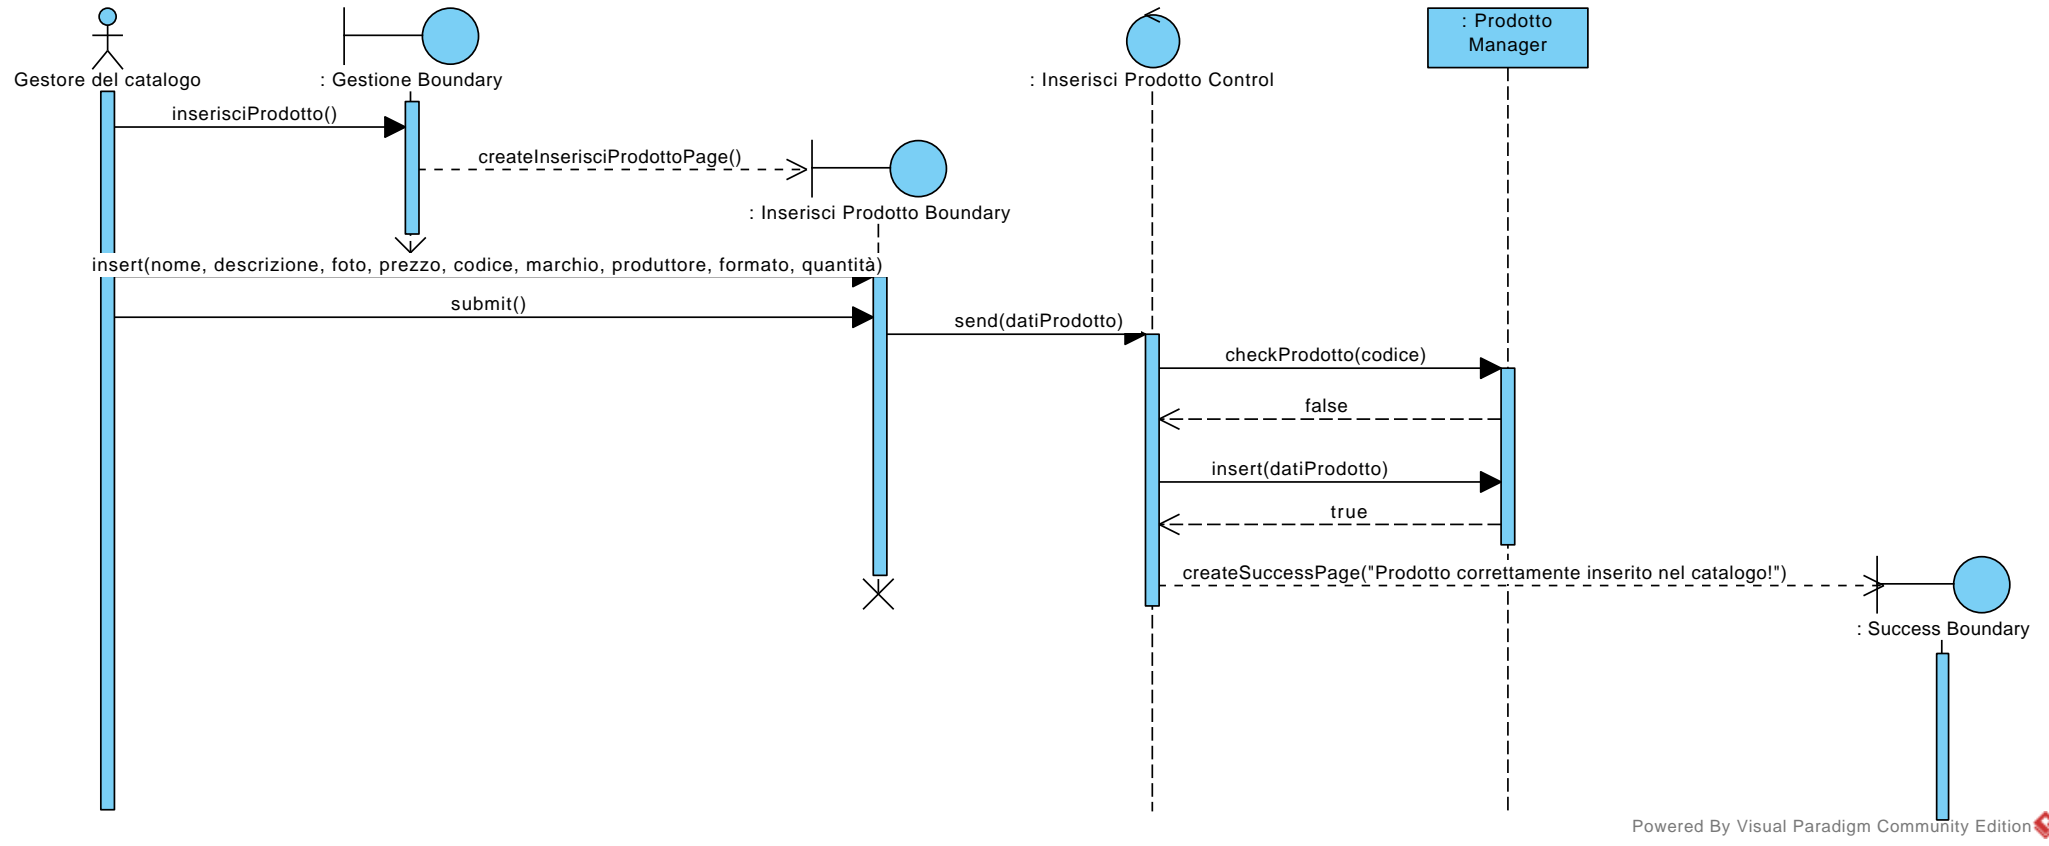 : Prodotto
Manager
Gestore del catalogo
: Gestione Boundary
: Inserisci Prodotto Control
inserisciProdotto()
createInserisciProdottoPage()
: Inserisci Prodotto Boundary
insert(nome, descrizione, foto, prezzo, codice, marchio, produttore, formato, quantità)
submit()
send(datiProdotto)
checkProdotto(codice)
false
insert(datiProdotto)
true
createSuccessPage("Prodotto correttamente inserito nel catalogo!")
: Success Boundary
Powered By Visual Paradigm Community Edition